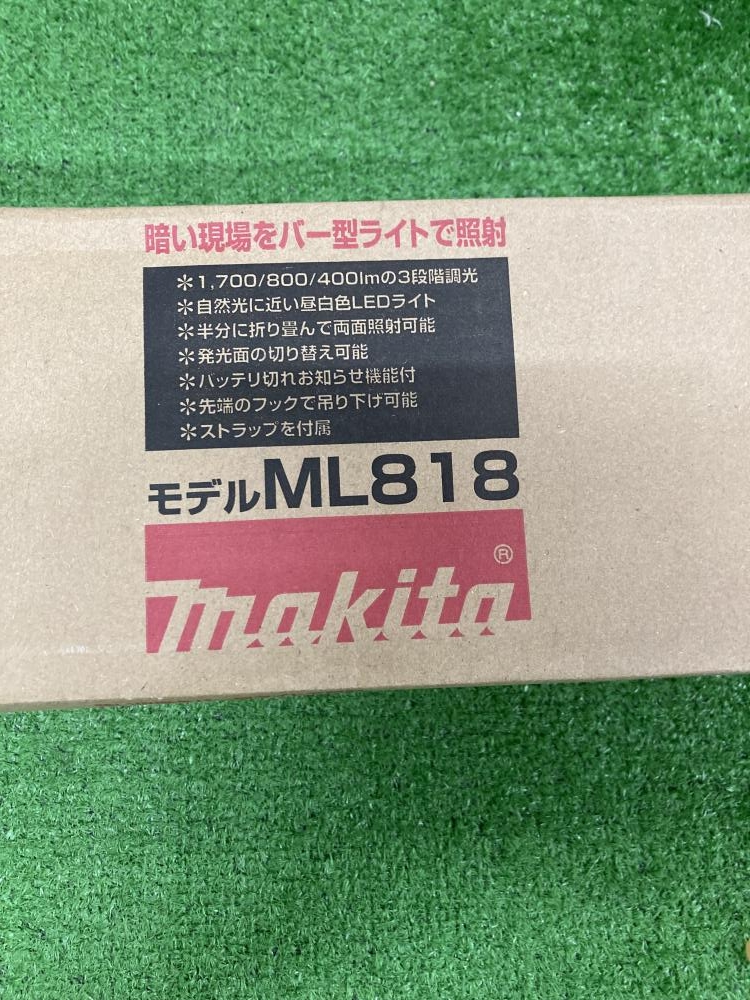 暗い現場をバー型ライトで照射
＊1,700/800/400lmの3段階調光
＊自然光に近い昼白色LEDライト
＊半分に折り畳んで両面照射可能
＊発光面の切り替え可能
＊バッテリ切れお知らせ機能付
＊先端のフックで吊り下げ可能
＊ストラップを付属
モデルML818
makita®